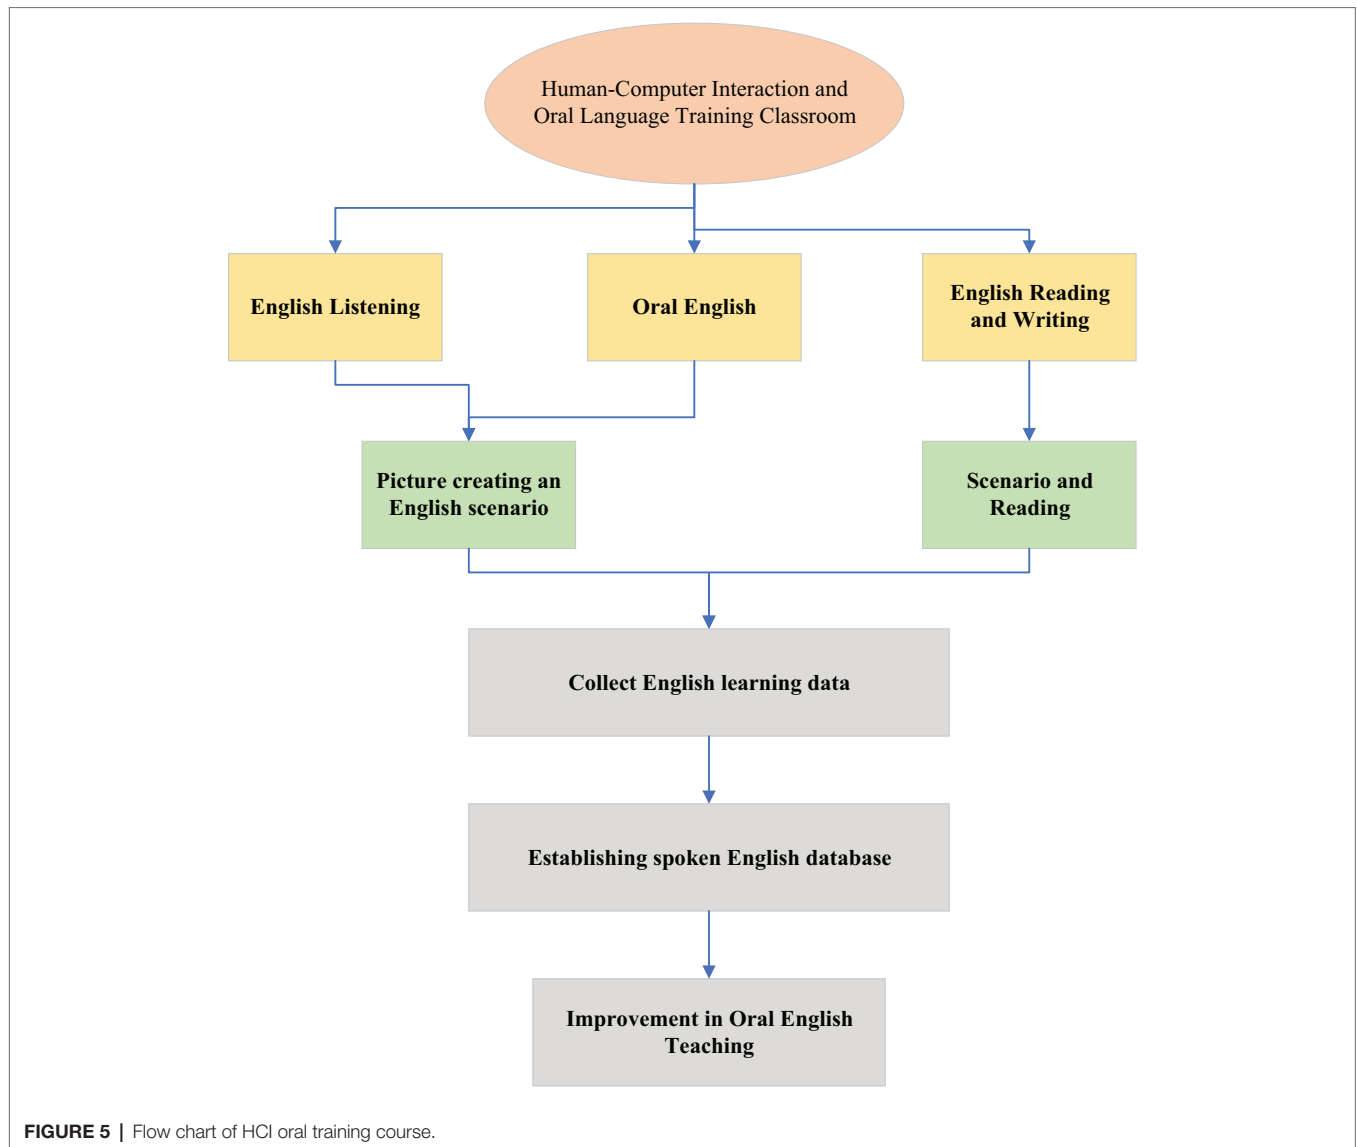 Human-Computer Interaction and
Oral Language Training Classroom
English Listening
Oral English
English Reading
and Writing
Picture creating an
English scenario
Scenario and
Reading
Collect English learning data
Establishing spoken English database
Improvement in Oral English
Teaching
FIGURE 5 | Flow chart of HCI oral training course.